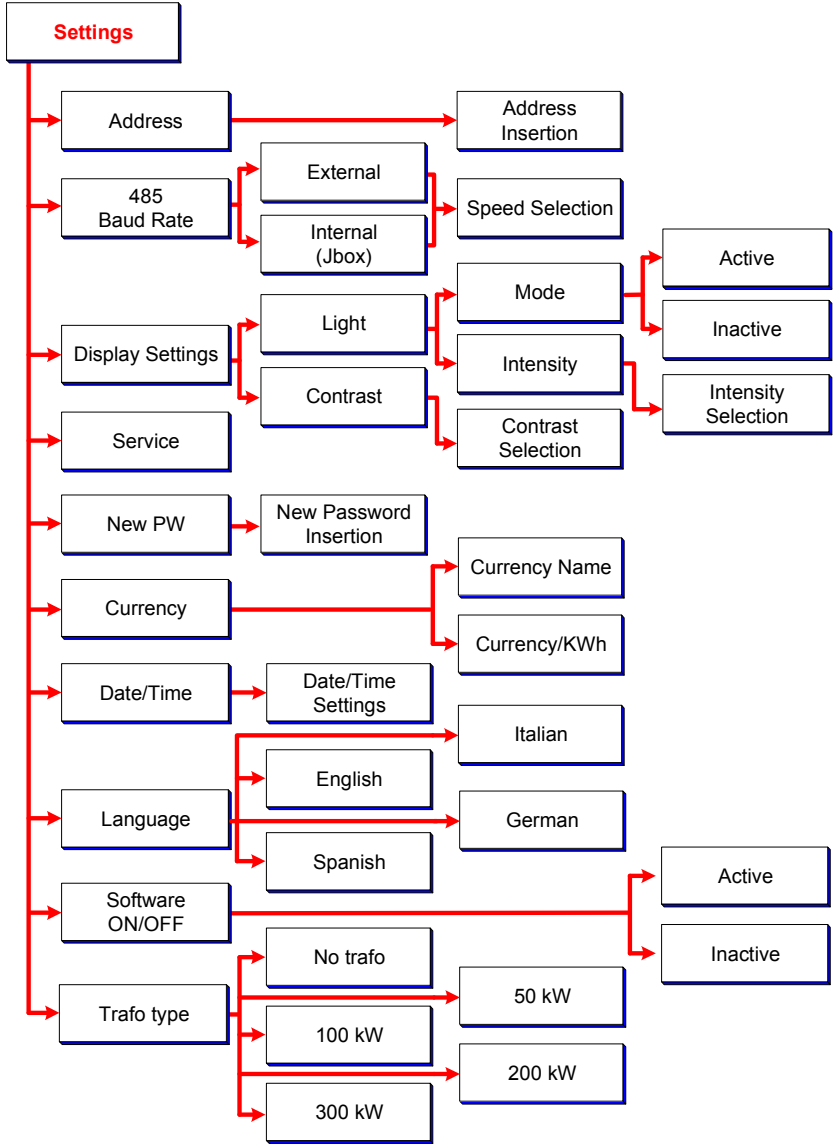 Settings
Address
Address
Insertion
485
Baud Rate
External
Internal
(Jbox)
Speed Selection
Display Settings
Light
Mode
Active
Inactive
Intensity
Intensity
Selection
Contrast
Contrast
Selection
Service
New PW
New Password
Insertion
Currency
Currency Name
Currency/KWh
Date/Time
Date/Time
Settings
Language
Italian
English
German
Spanish
Software
ON/OFF
Active
Inactive
Trafo type
No trafo
50 kW
100 kW
200 kW
300 kW